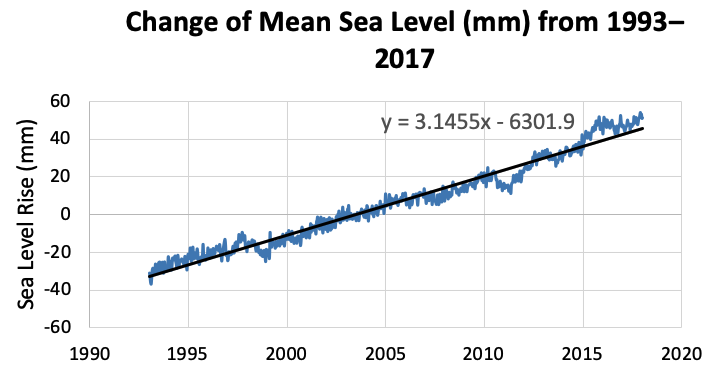 Change of Mean Sea Level (mm) from 1993–
2017
Sea Level Rise (mm)
60
40
20
0
-20
-40
-60
y = 3.1455x - 6301.9
1990 1995 2000 2005 2010 2015 2020